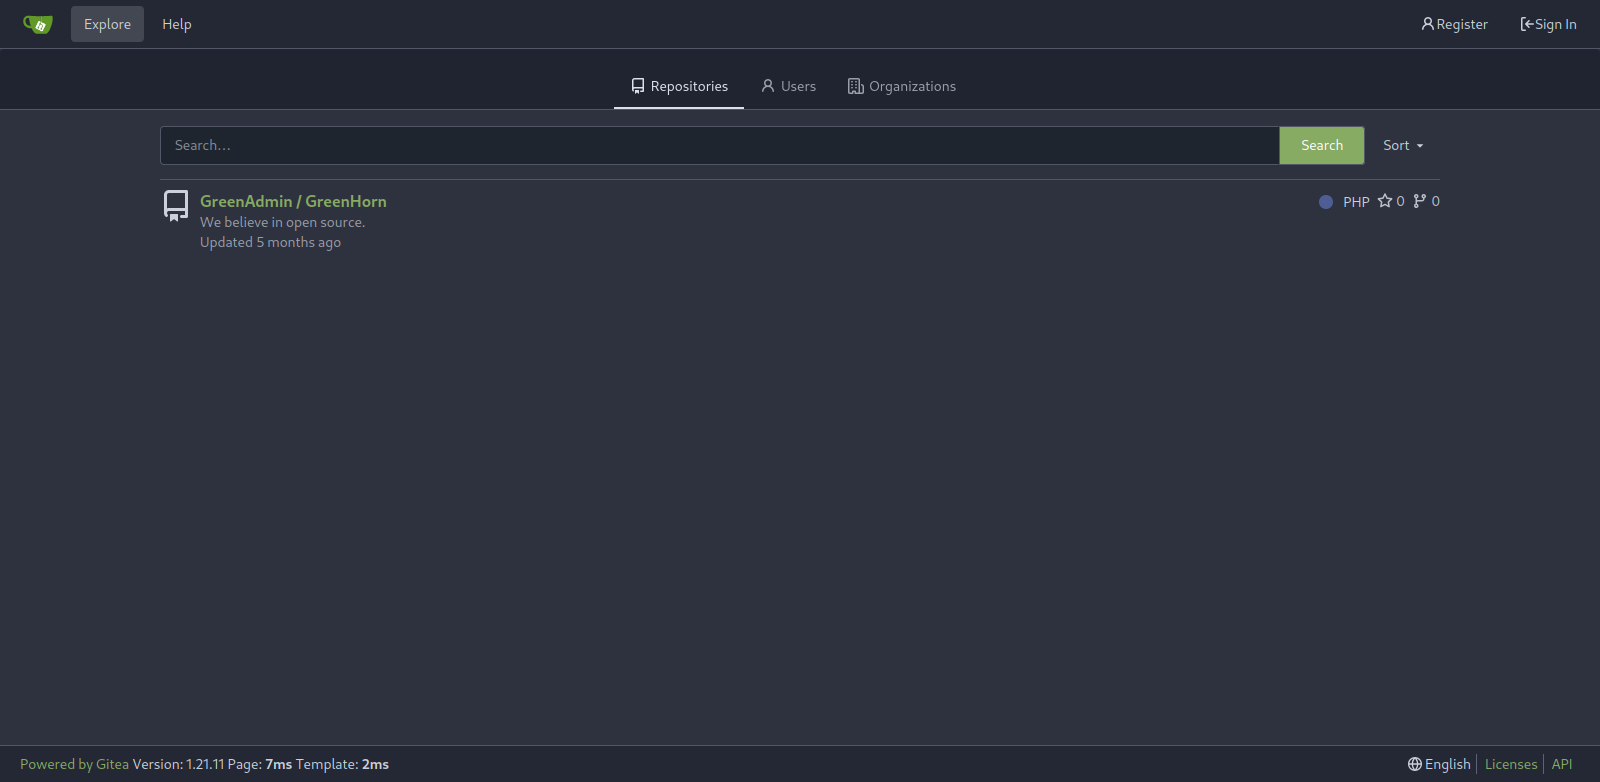 Explore Help Register Sign In
Repositories Users Organizations
Search... Search Sort
GreenAdmin / GreenHorn PHP 0 0
We believe in open source.
Updated 5 months ago
Powered by Gitea Version: 1.21.11 Page: 7ms Template: 2ms English Licenses API